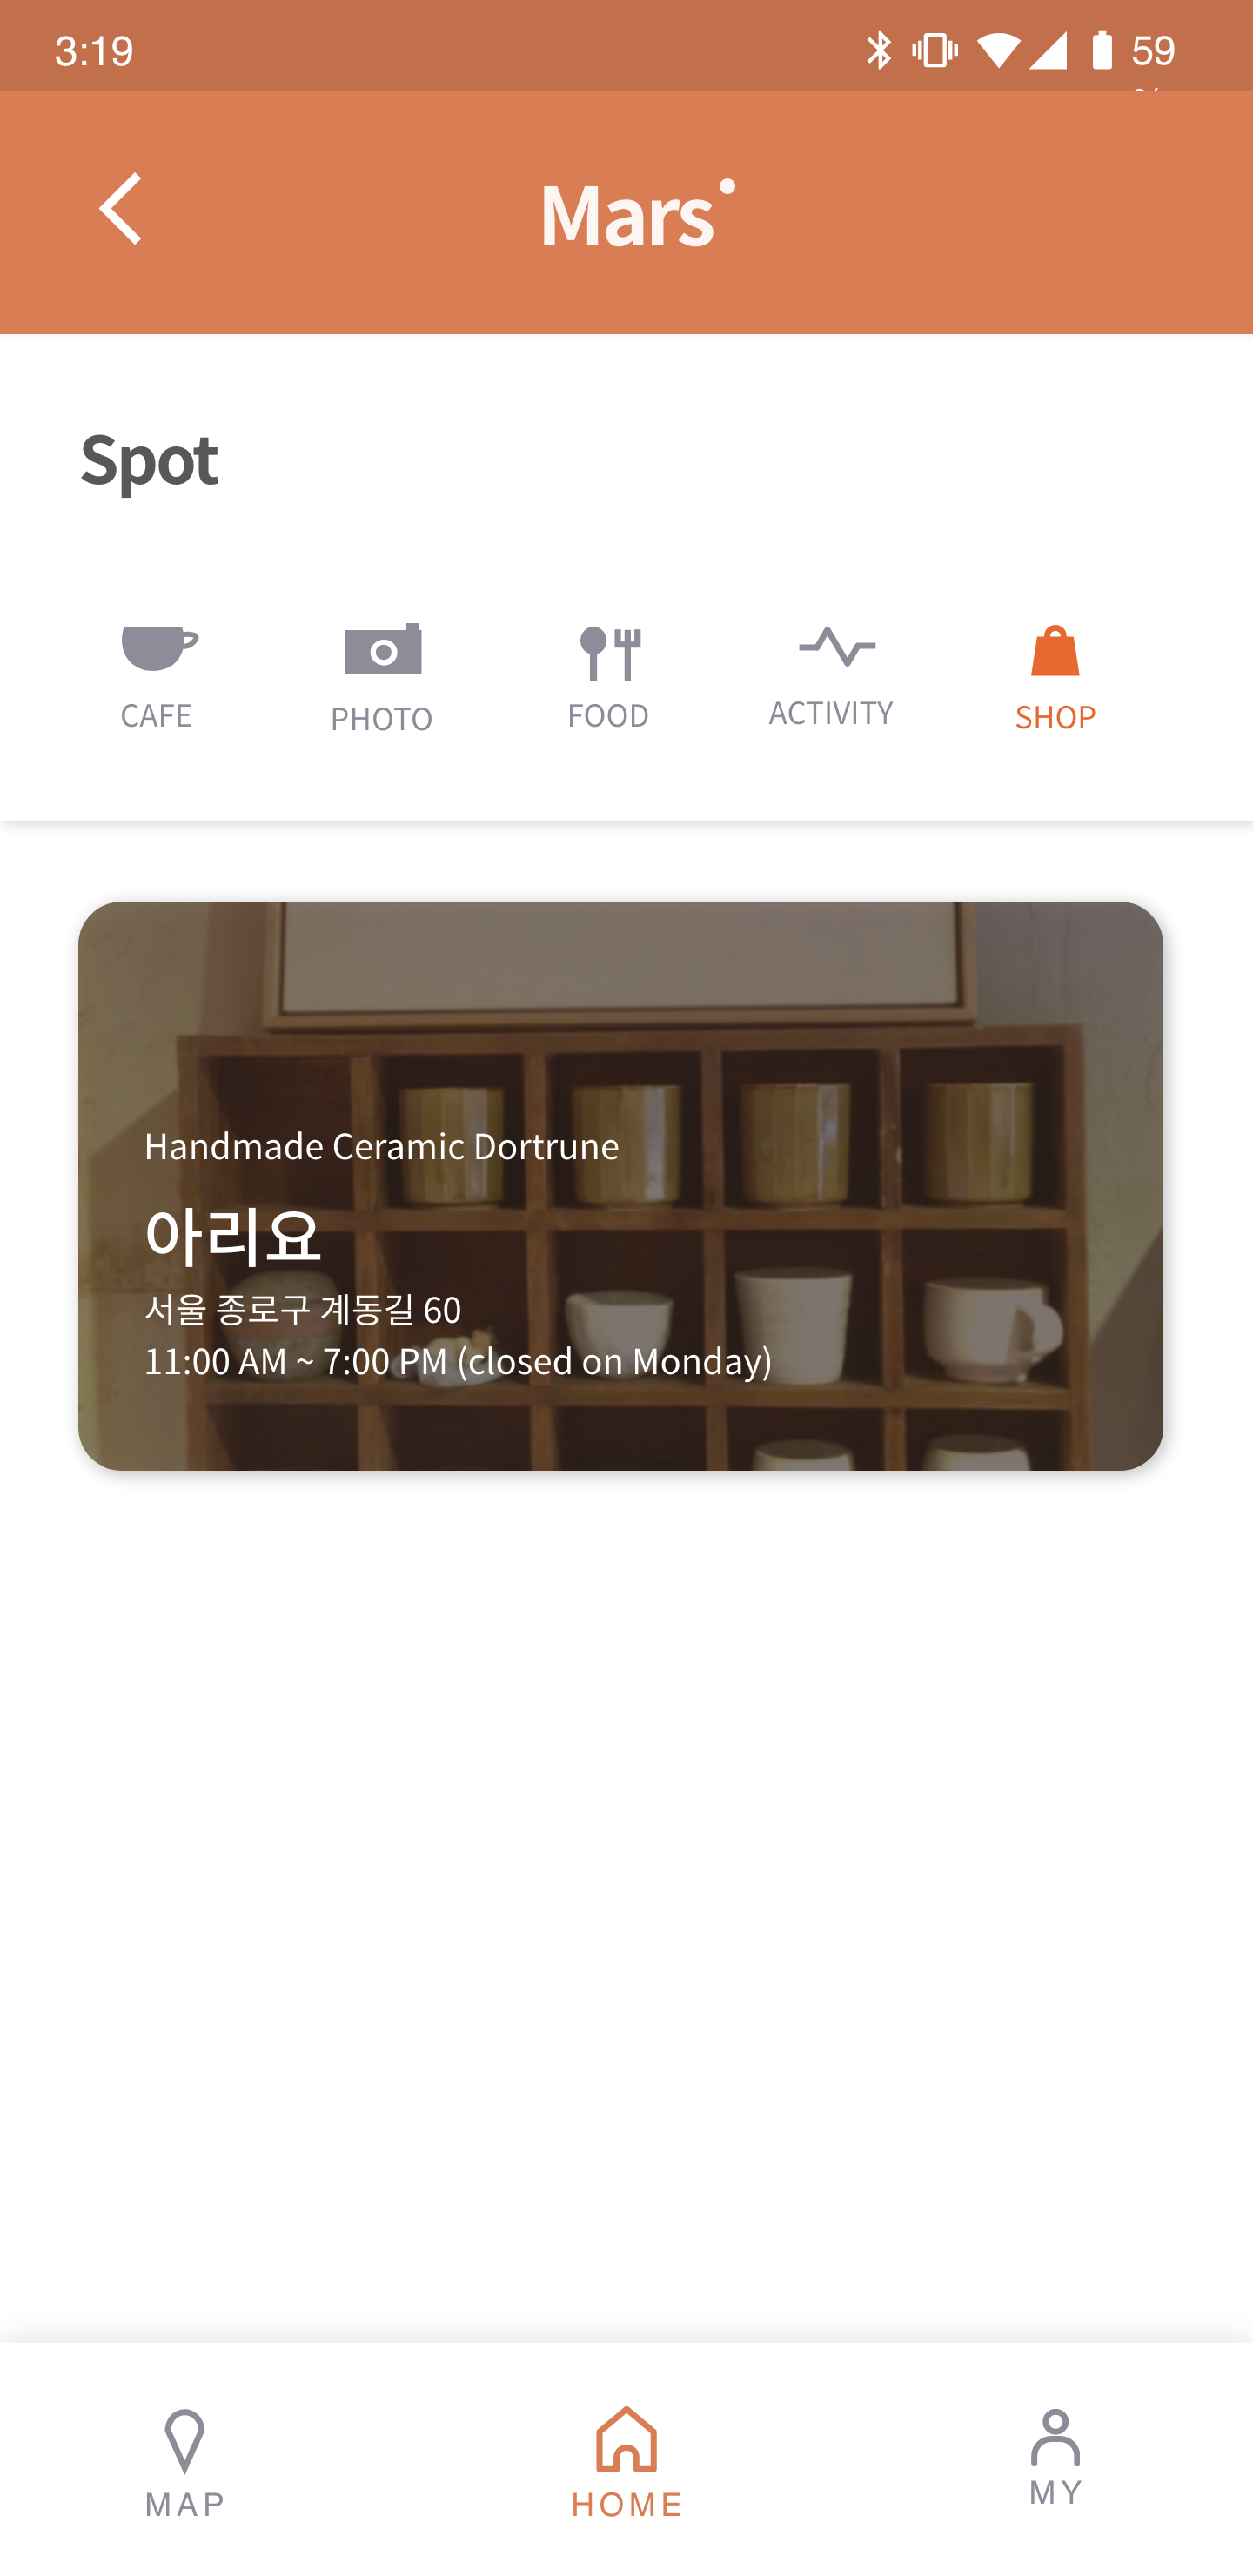 3:19
59
Mars
Spot
CAFE
PHOTO
FOOD
ACTIVITY
SHOP
Handmade Ceramic Dortrune
아리요
서울 종로구 계동길 60
11:00 AM ~ 7:00 PM (closed on Monday)
MAP
HOME
MY